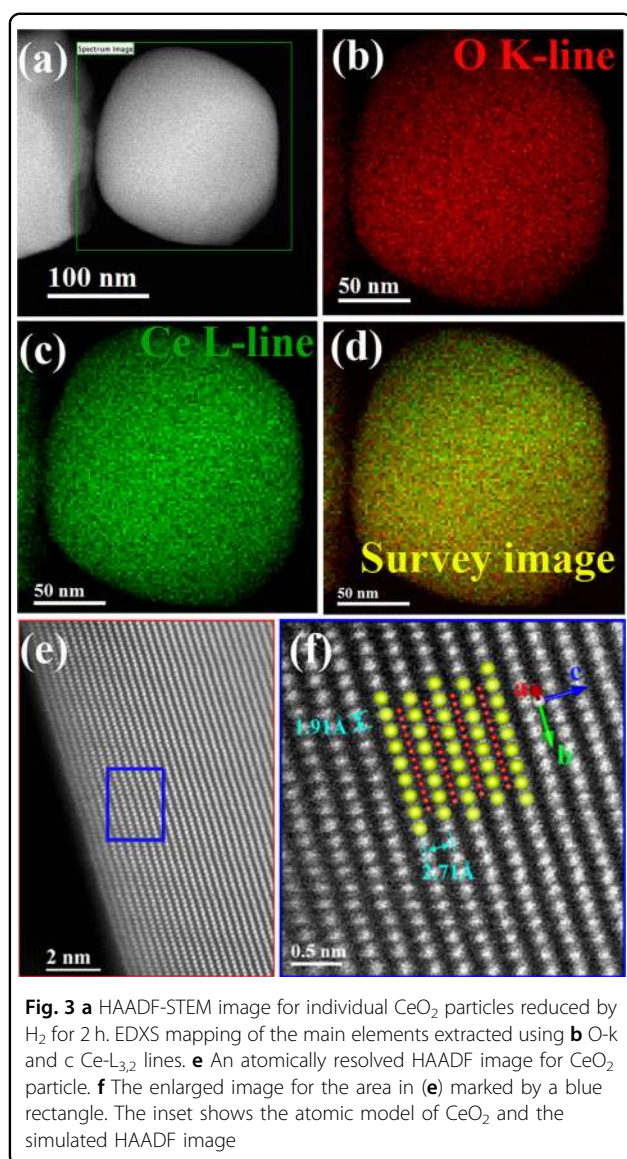 (a)
Spectrum Image
100 nm
(b)
O K-line
50 nm
(c)
Ce L-line
50 nm
(d)
Survey image
50 nm
(e)
2 nm
(f)
1.91Å
a
c
b
2.71Å
0.5 nm
Fig. 3 a HAADF-STEM image for individual CeO₂ particles reduced by
H₂ for 2 h. EDXS mapping of the main elements extracted using b O-k
and c Ce-L₃,₂ lines. e An atomically resolved HAADF image for CeO₂
particle. f The enlarged image for the area in (e) marked by a blue
rectangle. The inset shows the atomic model of CeO₂ and the
simulated HAADF image